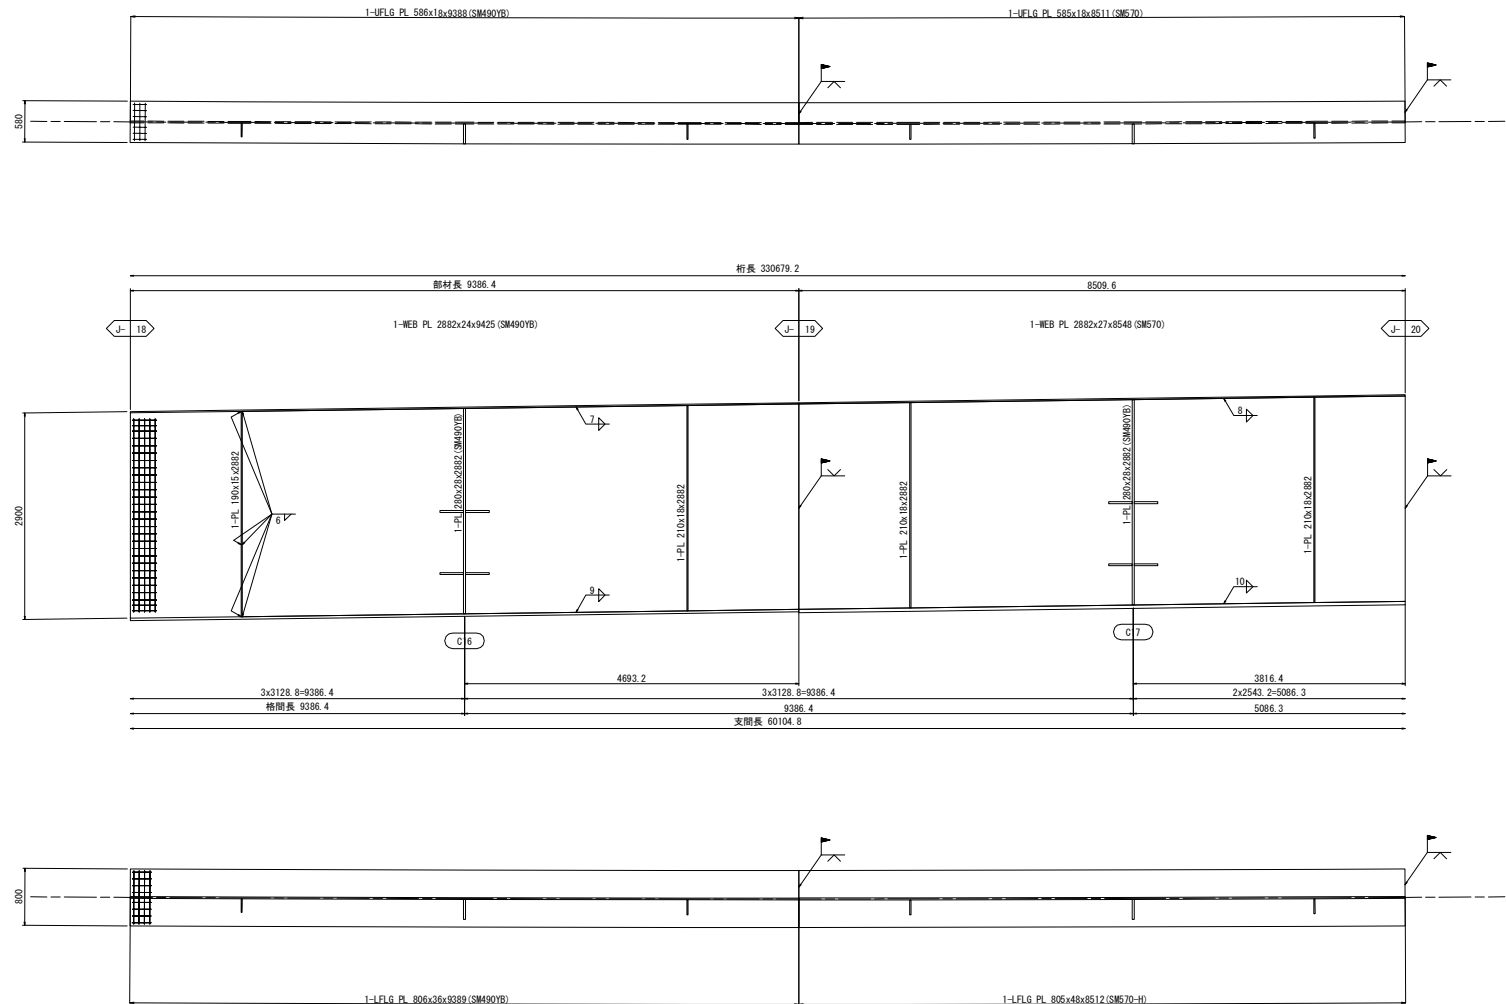 1-UFLG PL 586x18x9388(SM490YB)
1-UFLG PL 585x18x8511(SM570)
580
桁長 330679.2
部材長 9386.4
8509.6
1-WEB PL 2882x24x9425(SM490YB)
1-WEB PL 2882x27x8548(SM570)
J- 18
J- 19
J- 20
2900
1-PL 190x15x2882
6
1-PL 280x28x2882(SM490YB)
7
9
1-PL 210x18x2882
1-PL 210x18x2882
1-PL 280x28x2882(SM490YB)
8
10
1-PL 210x18x2882
C16
C17
4693.2
3816.4
3x3128.8=9386.4
3x3128.8=9386.4
2x2543.2=5086.3
格間長 9386.4
9386.4
5086.3
支間長 60104.8
800
1-LFLG PL 806x36x9389(SM490YB)
1-LFLG PL 805x48x8512(SM570-H)